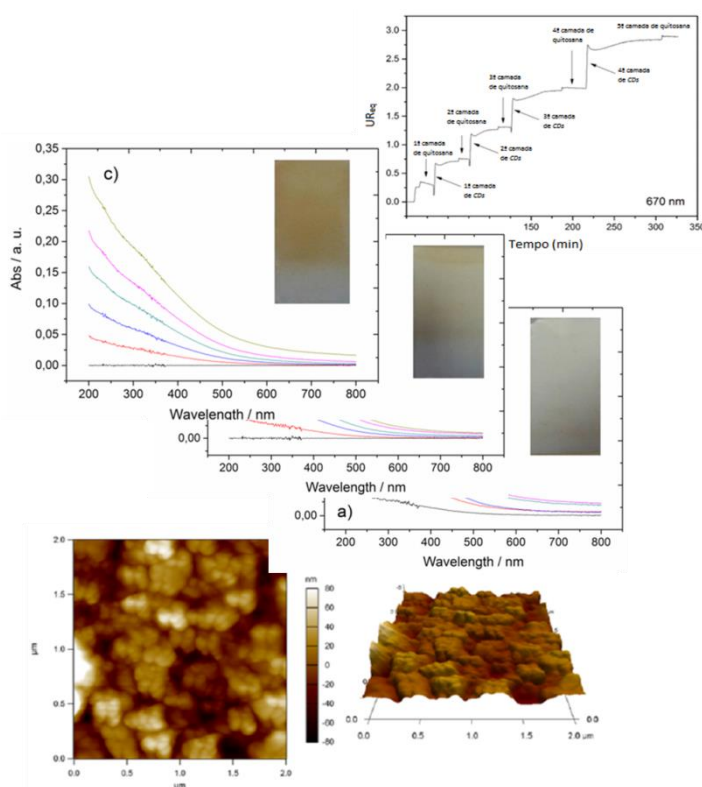 3,0
2,5
2,0
1,5
1,0
0.5
0.0
UReq
1ª camada
de quitosana
2ª camada
de quitosana
3ª camada
de quitosana
4ª camada de
quitosana
5ª camada de quitosana
1ª camada
de CDs
2ª camada
de CDs
3ª camada
de CDs
4ª camada
de CDs
670 nm
0 50 100 150 200 250 300 350
Tempo (min)
c)
0,35
0,30
0,25
0,20
0,15
0,10
0,05
0,00
Abs / a. u.
200 300 400 500 600 700 800
Wavelength / nm
0,00
200 300 400 500 600 700 800
Wavelength / nm
0,00
a)
200 300 400 500 600 700 800
Wavelength / nm
2.0
1.5
1.0
0.5
0.0
µm
0.0 0.5 1.0 1.5 2.0
µm
nm
80
60
40
20
0
-20
-40
-60
-80
0.0
0.0
0.0 0.5 1.0 1.5 2.0 µm